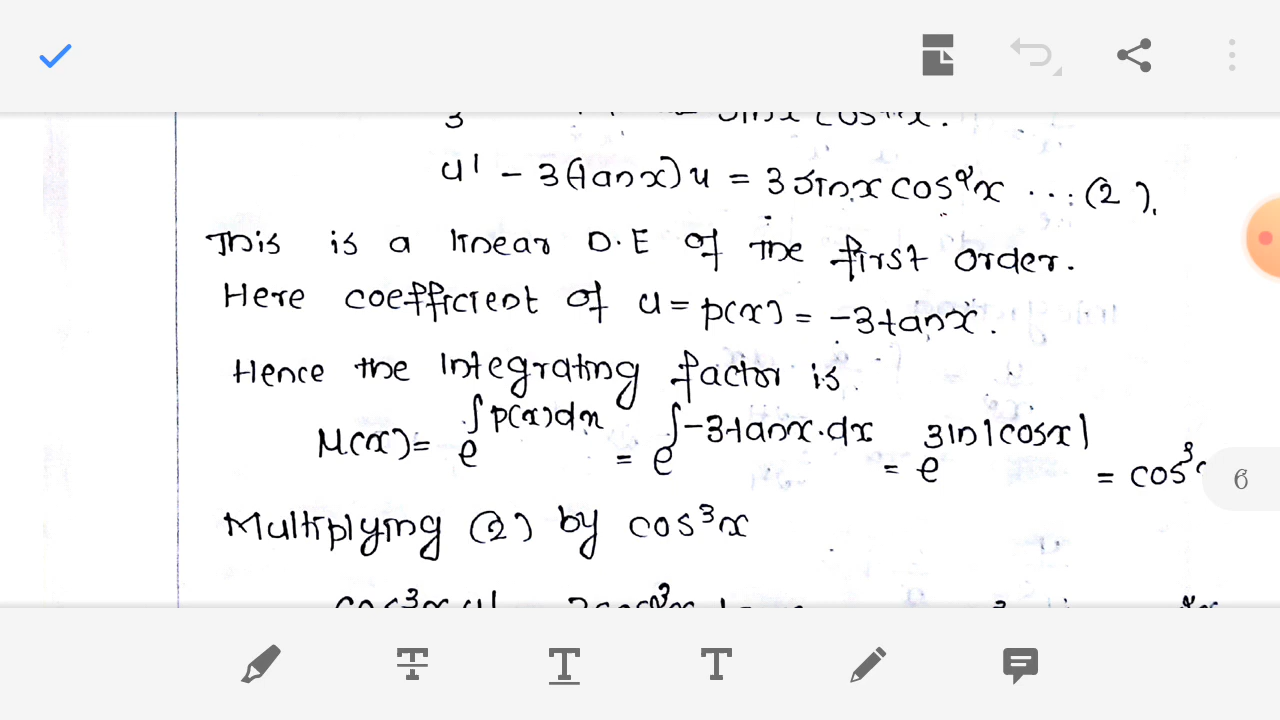 u' - 3(tanx)u = 3 sinx cos⁴x ...(2).
This is a linear D.E of the first order.
Here coefficient of u = p(x) = -3tanx.
Hence the Integrating factor is
M(x) = e^∫p(x)dx = e^∫-3tanx.dx = e^3ln|cosx| = cos³
6
Multiplying (2) by cos³x